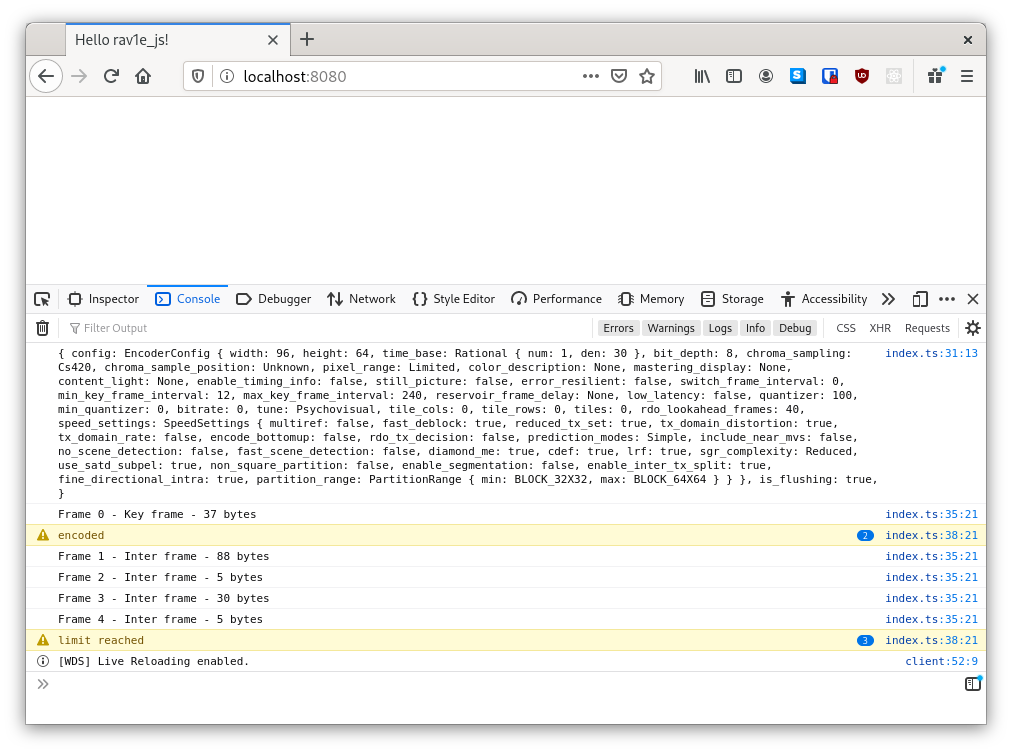 Hello rav1e_js!
localhost:8080
Inspector Console Debugger Network Style Editor Performance Memory Storage Accessibility
Filter Output Errors Warnings Logs Info Debug CSS XHR Requests
{ config: EncoderConfig { width: 96, height: 64, time_base: Rational { num: 1, den: 30 }, bit_depth: 8, chroma_sampling: index.ts:31:13
Cs420, chroma_sample_position: Unknown, pixel_range: Limited, color_description: None, mastering_display: None,
content_light: None, enable_timing_info: false, still_picture: false, error_resilient: false, switch_frame_interval: 0,
min_key_frame_interval: 12, max_key_frame_interval: 240, reservoir_frame_delay: None, low_latency: false, quantizer: 100,
min_quantizer: 0, bitrate: 0, tune: Psychovisual, tile_cols: 0, tile_rows: 0, tiles: 0, rdo_lookahead_frames: 40,
speed_settings: SpeedSettings { multiref: false, fast_deblock: true, reduced_tx_set: true, tx_domain_distortion: true,
tx_domain_rate: false, encode_bottomup: false, rdo_tx_decision: false, prediction_modes: Simple, include_near_mvs: false,
no_scene_detection: false, fast_scene_detection: false, diamond_me: true, cdef: true, lrf: true, sgr_complexity: Reduced,
use_satd_subpel: true, non_square_partition: false, enable_segmentation: false, enable_inter_tx_split: true,
fine_directional_intra: true, partition_range: PartitionRange { min: BLOCK_32X32, max: BLOCK_64X64 } } }, is_flushing: true,
}
Frame 0 - Key frame - 37 bytes index.ts:35:21
encoded 2 index.ts:38:21
Frame 1 - Inter frame - 88 bytes index.ts:35:21
Frame 2 - Inter frame - 5 bytes index.ts:35:21
Frame 3 - Inter frame - 30 bytes index.ts:35:21
Frame 4 - Inter frame - 5 bytes index.ts:35:21
limit reached 3 index.ts:38:21
[WDS] Live Reloading enabled. client:52:9